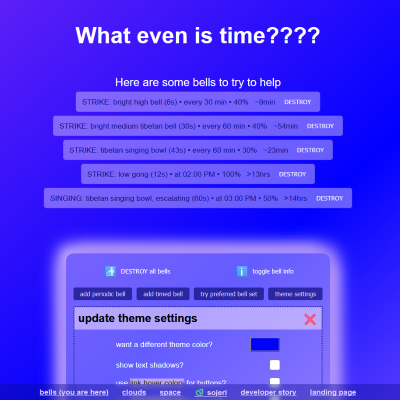 What even is time????
Here are some bells to try to help
STRIKE: bright high bell (6s) • every 30 min • 40% ~9min DESTROY
STRIKE: bright medium tibetan bell (30s) • every 60 min • 40% ~54min DESTROY
STRIKE: tibetan singing bowl (43s) • every 60 min • 30% ~23min DESTROY
STRIKE: low gong (12s) • at 02:00 PM • 100% >13hrs DESTROY
SINGING: tibetan singing bowl, escalating (60s) • at 03:00 PM • 50% >14hrs DESTROY
DESTROY all bells toggle bell info
add periodic bell add timed bell try preferred bell set theme settings
update theme settings
want a different theme color?
show text shadows?
use link hover colors for buttons?
bells (you are here) clouds space sojeri developer story landing page